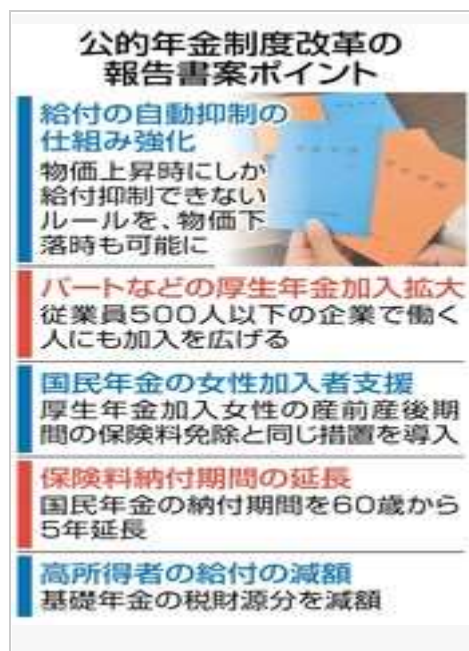 公的年金制度改革の
報告書案ポイント
給付の自動抑制の
仕組み強化
物価上昇時にしか
給付抑制できない
ルールを、物価下
落時も可能に
パートなどの厚生年金加入拡大
従業員500人以下の企業で働く
人にも加入を広げる
国民年金の女性加入者支援
厚生年金加入女性の産前産後期
間の保険料免除と同じ措置を導入
保険料納付期間の延長
国民年金の納付期間を60歳から
5年延長
高所得者の給付の減額
基礎年金の税財源分を減額